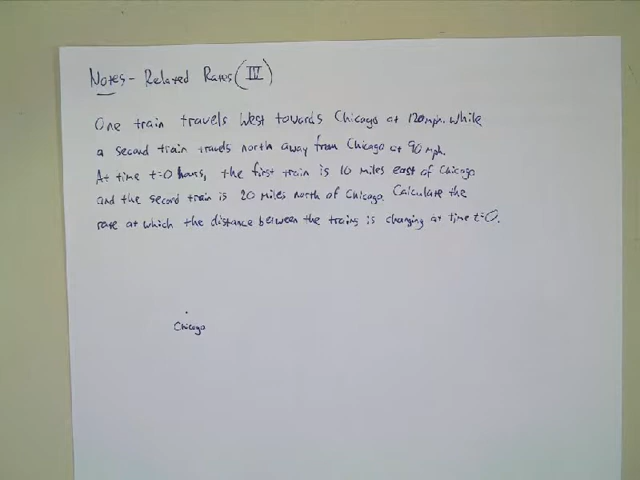 Notes - Related Rates (IV)
One train travels West towards Chicago at 120 mph. while
a second train travels north away from Chicago at 90 mph.
At time t=0 hours, the first train is 10 miles east of Chicago
and the second train is 20 miles north of Chicago. Calculate the
rate at which the distance between the trains is changing at time t=0.
Chicago